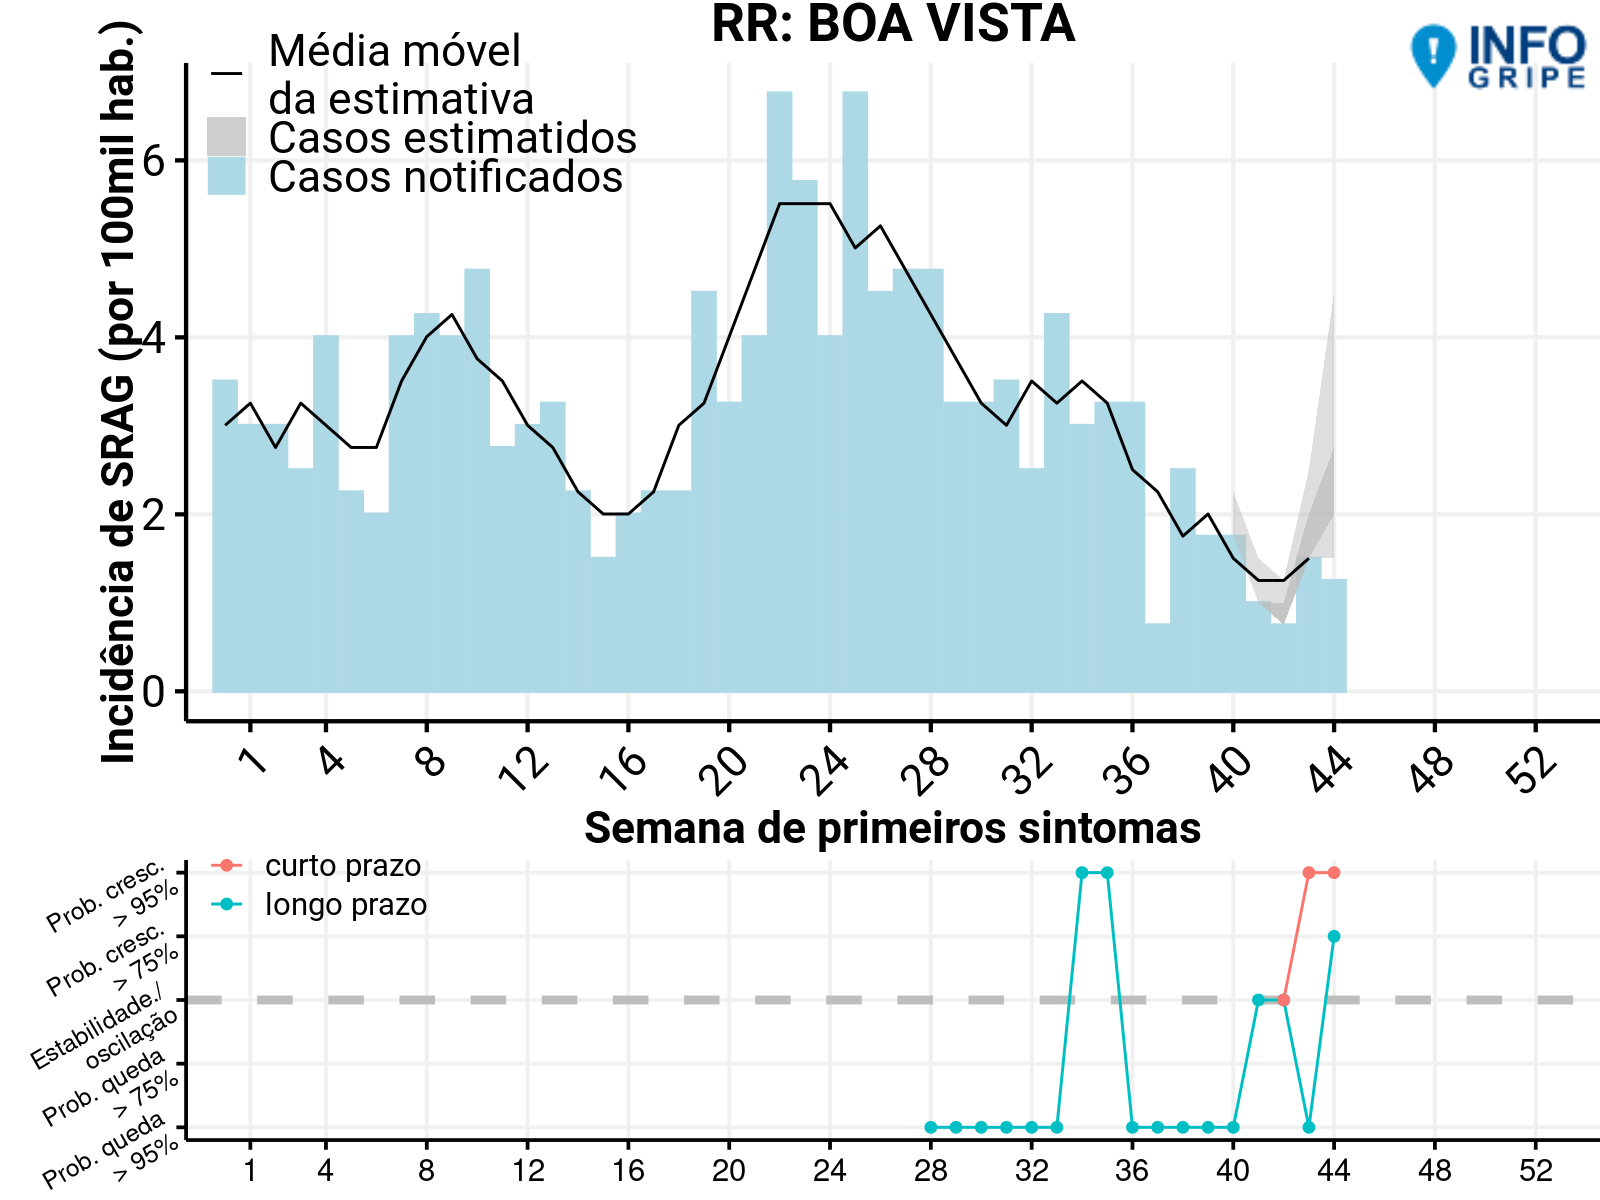 RR: BOA VISTA
INFO
GRIPE
Média móvel
da estimativa
Casos estimatidos
Casos notificados
Incidência de SRAG (por 100mil hab.)
6
4
2
0
1 4 8 12 16 20 24 28 32 36 40 44 48 52
Semana de primeiros sintomas
curto prazo
longo prazo
Prob. cresc.
> 95%
Prob. cresc.
> 75%
Estabilidade./
oscilação
Prob. queda
> 75%
Prob. queda
> 95%
1 4 8 12 16 20 24 28 32 36 40 44 48 52